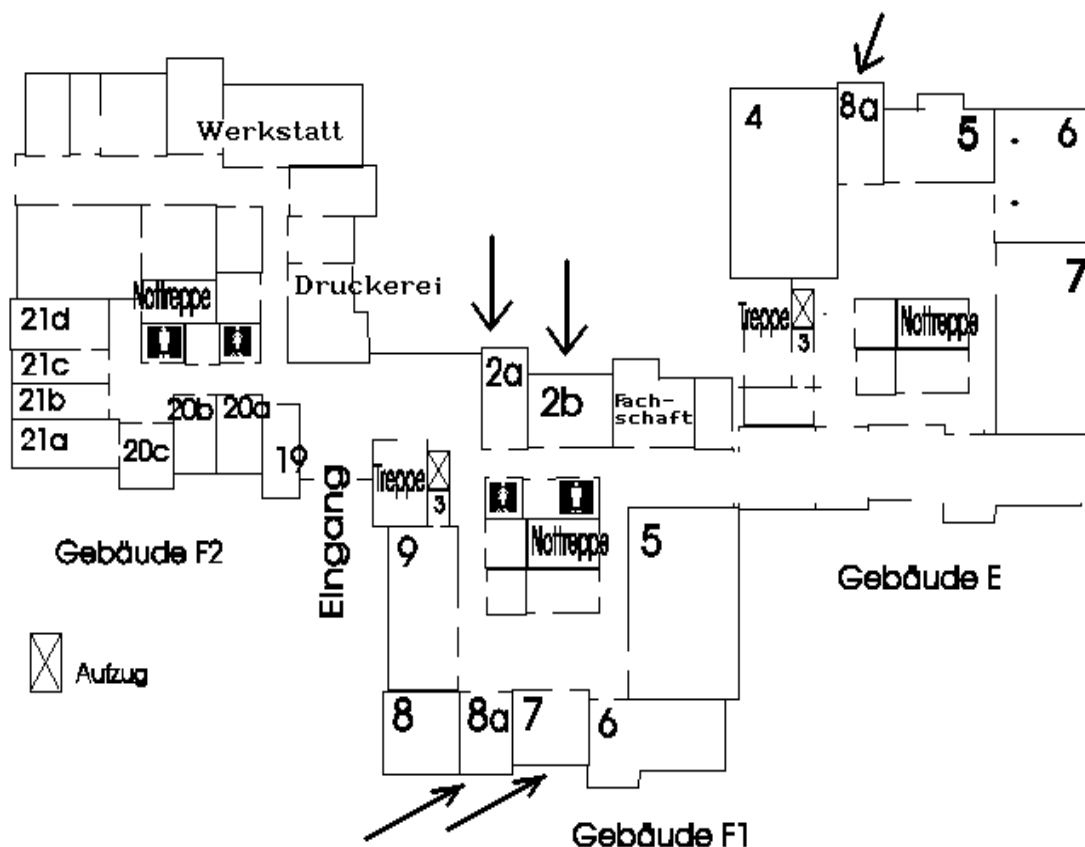 8a
4
5
6
Werkstatt
7
Druckerei
Nottreppe
21d
Treppe
3
Nottreppe
21c
21b
21a
20b
20a
20c
19
2a
2b
Fach-
schaft
Eingang
Treppe
3
Nottreppe
9
5
Gebäude F2
Gebäude E
Aufzug
8
8a
7
6
Gebäude F1